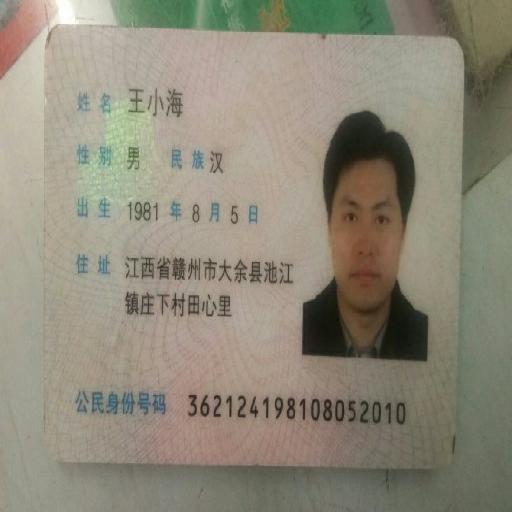 姓名 王小海
性别 男 民族 汉
出生 1981 年 8 月 5 日
住址 江西省赣州市大余县池江
镇庄下村田心里
公民身份号码 362124198108052010